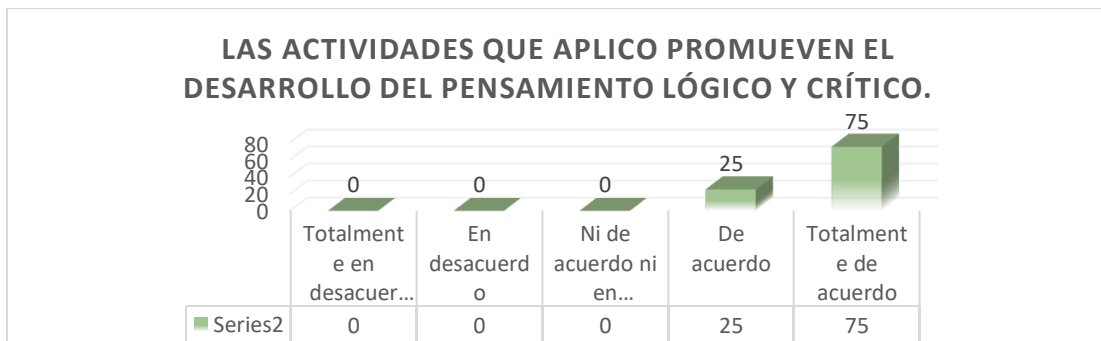 LAS ACTIVIDADES QUE APLICO PROMUEVEN EL
DESARROLLO DEL PENSAMIENTO LÓGICO Y CRÍTICO.
80
60
40
20
0
0
0
0
25
75
Totalment
e en
desacuer...
En
desacuerd
o
Ni de
acuerdo ni
en...
De
acuerdo
Totalment
e de
acuerdo
Series2 0 0 0 25 75